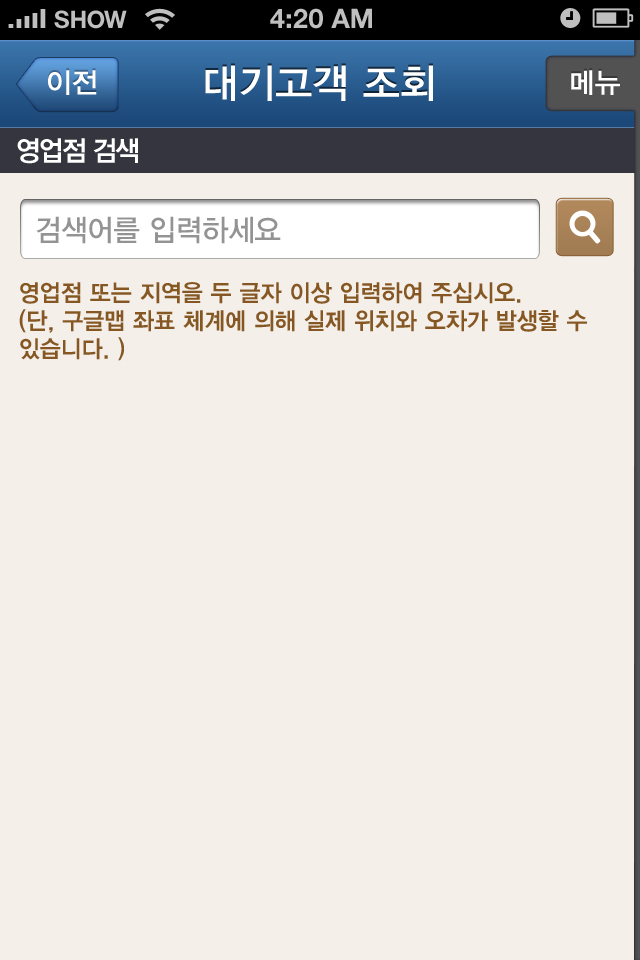 SHOW 4:20 AM
이전 대기고객 조회 메뉴
영업점 검색
검색어를 입력하세요
영업점 또는 지역을 두 글자 이상 입력하여 주십시오.
(단, 구글맵 좌표 체계에 의해 실제 위치와 오차가 발생할 수
있습니다. )